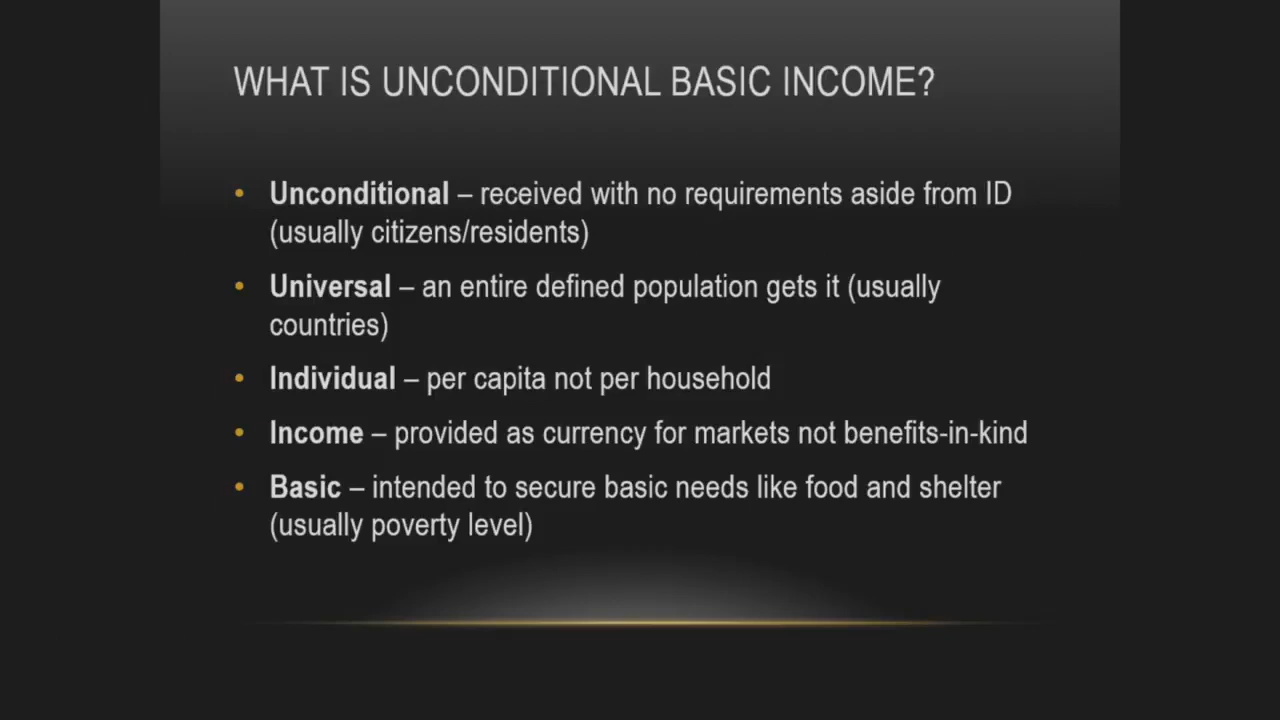 WHAT IS UNCONDITIONAL BASIC INCOME?
• Unconditional – received with no requirements aside from ID
(usually citizens/residents)
• Universal – an entire defined population gets it (usually
countries)
• Individual – per capita not per household
• Income – provided as currency for markets not benefits-in-kind
• Basic – intended to secure basic needs like food and shelter
(usually poverty level)